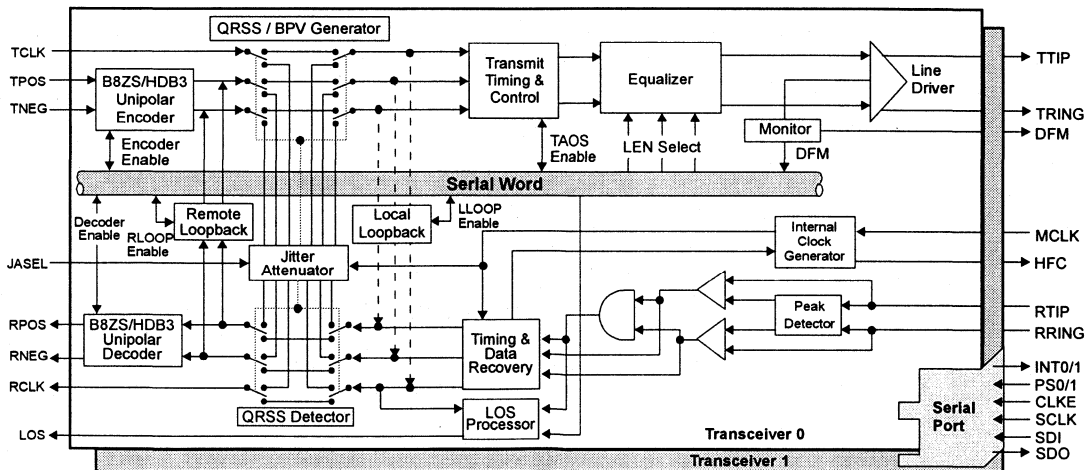 QRSS / BPV Generator
TCLK
TPOS
TNEG
B8ZS/HDB3
Unipolar
Encoder
Encoder
Enable
Transmit
Timing &
Control
TAOS
Enable
Equalizer
LEN Select
Line
Driver
Monitor
DFM
TTIP
TRING
DFM
Serial Word
Decoder
Enable
RLOOP
Enable
Remote
Loopback
Local
Loopback
LLOOP
Enable
Internal
Clock
Generator
MCLK
HFC
JASEL
Jitter
Attenuator
RPOS
RNEG
RCLK
LOS
B8ZS/HDB3
Unipolar
Decoder
QRSS Detector
Timing &
Data
Recovery
LOS
Processor
Peak
Detector
RTIP
RRING
INT0/1
PS0/1
CLKE
SCLK
SDI
SDO
Serial
Port
Transceiver 0
Transceiver 1